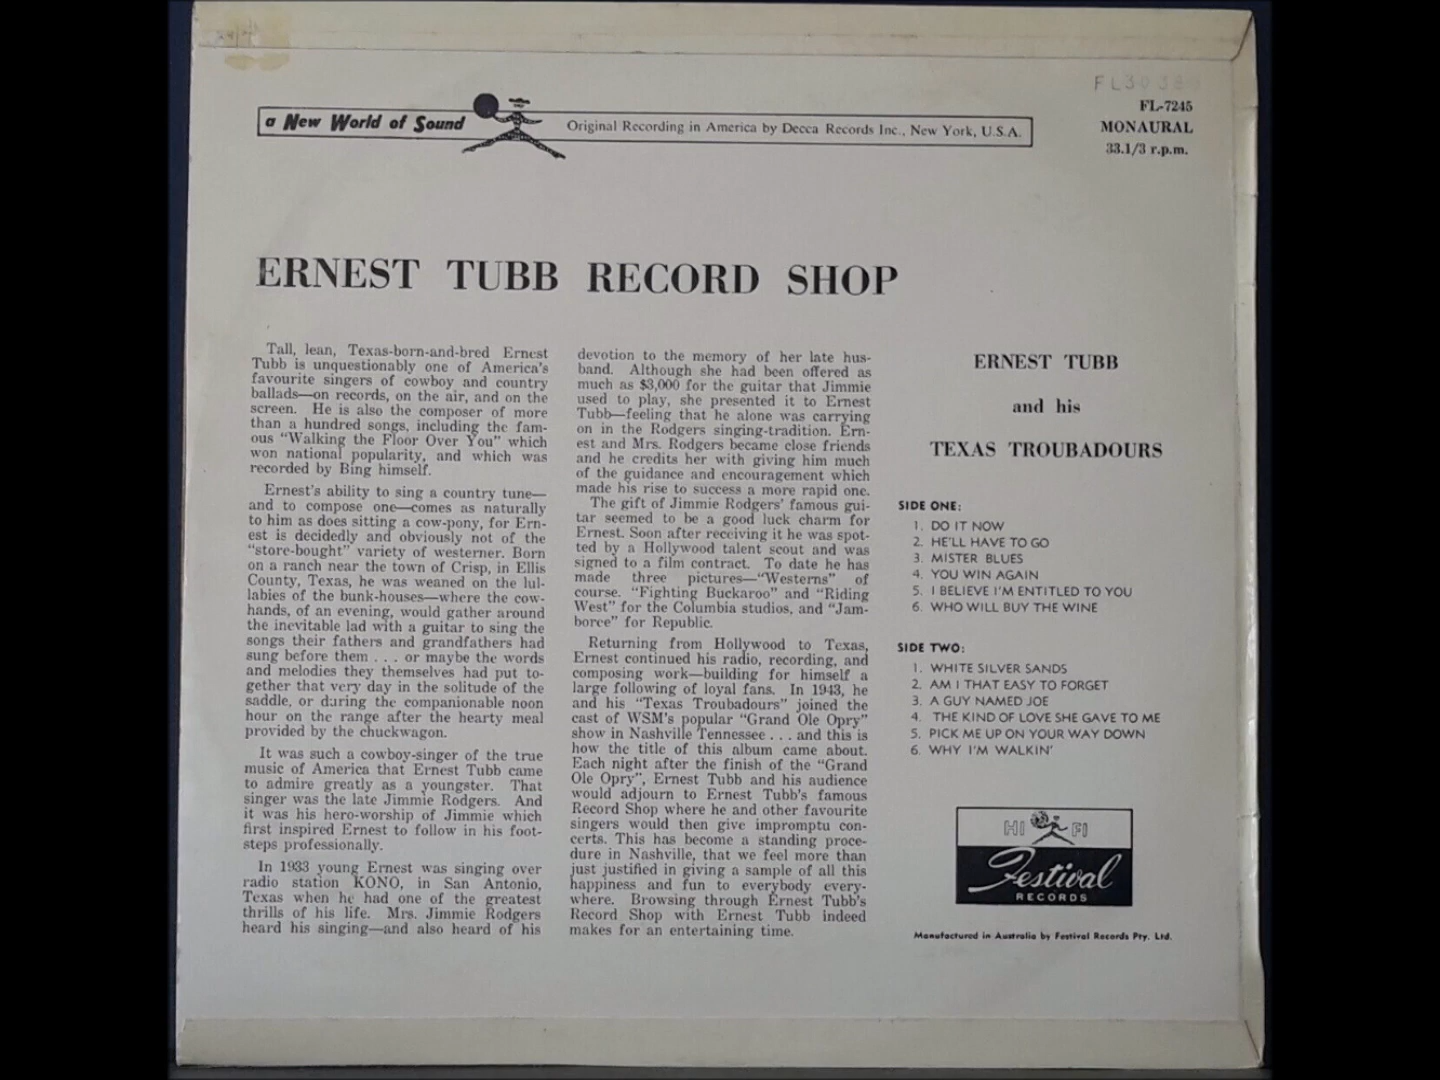 FL30380
FL-7245
MONAURAL
33.1/3 r.p.m.
a New World of Sound
Original Recording in America by Decca Records Inc., New York, U.S.A.
ERNEST TUBB RECORD SHOP
Tall, lean, Texas-born-and-bred Ernest
Tubb is unquestionably one of America's
favourite singers of cowboy and country
ballads—on records, on the air, and on the
screen. He is also the composer of more
than a hundred songs, including the fam-
ous "Walking the Floor Over You" which
won national popularity, and which was
recorded by Bing himself.
Ernest's ability to sing a country tune—
and to compose one—comes as naturally
to him as does sitting a cow-pony, for Ern-
est is decidedly and obviously not of the
"store-bought" variety of westerner. Born
on a ranch near the town of Crisp, in Ellis
County, Texas, he was weaned on the lul-
labies of the bunk-houses—where the cow-
hands, of an evening, would gather around
the inevitable lad with a guitar to sing the
songs their fathers and grandfathers had
sung before them . . . or maybe the words
and melodies they themselves had put to-
gether that very day in the solitude of the
saddle, or during the companionable noon
hour on the range after the hearty meal
provided by the chuckwagon.
It was such a cowboy-singer of the true
music of America that Ernest Tubb came
to admire greatly as a youngster. That
singer was the late Jimmie Rodgers. And
it was his hero-worship of Jimmie which
first inspired Ernest to follow in his foot-
steps professionally.
In 1933 young Ernest was singing over
radio station KONO, in San Antonio,
Texas when he had one of the greatest
thrills of his life. Mrs. Jimmie Rodgers
heard his singing—and also heard of his
devotion to the memory of her late hus-
band. Although she had been offered as
much as $3,000 for the guitar that Jimmie
used to play, she presented it to Ernest
Tubb—feeling that he alone was carrying
on in the Rodgers singing-tradition. Ern-
est and Mrs. Rodgers became close friends
and he credits her with giving him much
of the guidance and encouragement which
made his rise to success a more rapid one.
The gift of Jimmie Rodgers' famous gui-
tar seemed to be a good luck charm for
Ernest. Soon after receiving it he was spot-
ted by a Hollywood talent scout and was
signed to a film contract. To date he has
made three pictures—"Westerns" of
course. "Fighting Buckaroo" and "Riding
West" for the Columbia studios, and "Jam-
boree" for Republic.
Returning from Hollywood to Texas,
Ernest continued his radio, recording, and
composing work—building for himself a
large following of loyal fans. In 1943, he
and his "Texas Troubadours" joined the
cast of WSM's popular "Grand Ole Opry"
show in Nashville Tennessee . . . and this is
how the title of this album came about.
Each night after the finish of the "Grand
Ole Opry", Ernest Tubb and his audience
would adjourn to Ernest Tubb's famous
Record Shop where he and other favourite
singers would then give impromptu con-
certs. This has become a standing proce-
dure in Nashville, that we feel more than
just justified in giving a sample of all this
happiness and fun to everybody every-
where. Browsing through Ernest Tubb's
Record Shop with Ernest Tubb indeed
makes for an entertaining time.
ERNEST TUBB
and his
TEXAS TROUBADOURS
SIDE ONE:
1. DO IT NOW
2. HE'LL HAVE TO GO
3. MISTER BLUES
4. YOU WIN AGAIN
5. I BELIEVE I'M ENTITLED TO YOU
6. WHO WILL BUY THE WINE
SIDE TWO:
1. WHITE SILVER SANDS
2. AM I THAT EASY TO FORGET
3. A GUY NAMED JOE
4. THE KIND OF LOVE SHE GAVE TO ME
5. PICK ME UP ON YOUR WAY DOWN
6. WHY I'M WALKIN'
HI FI
Festival
RECORDS
Manufactured in Australia by Festival Records Pty. Ltd.